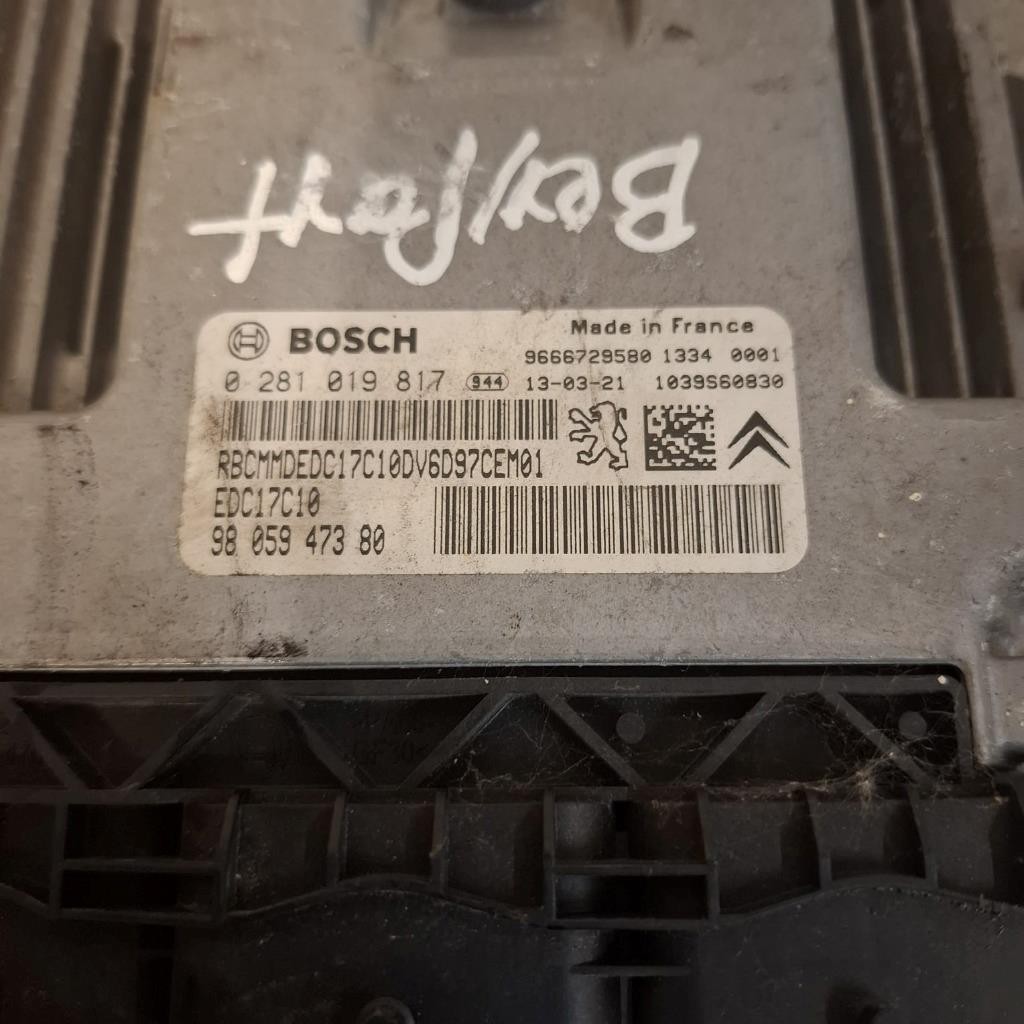 BOSCH
Made in France
9666729580 1334 0001
0 281 019 817 944 13-03-21 1039S60830
RBCMMDEDC17C10DV6D97CEM01
EDC17C10
98 059 473 80